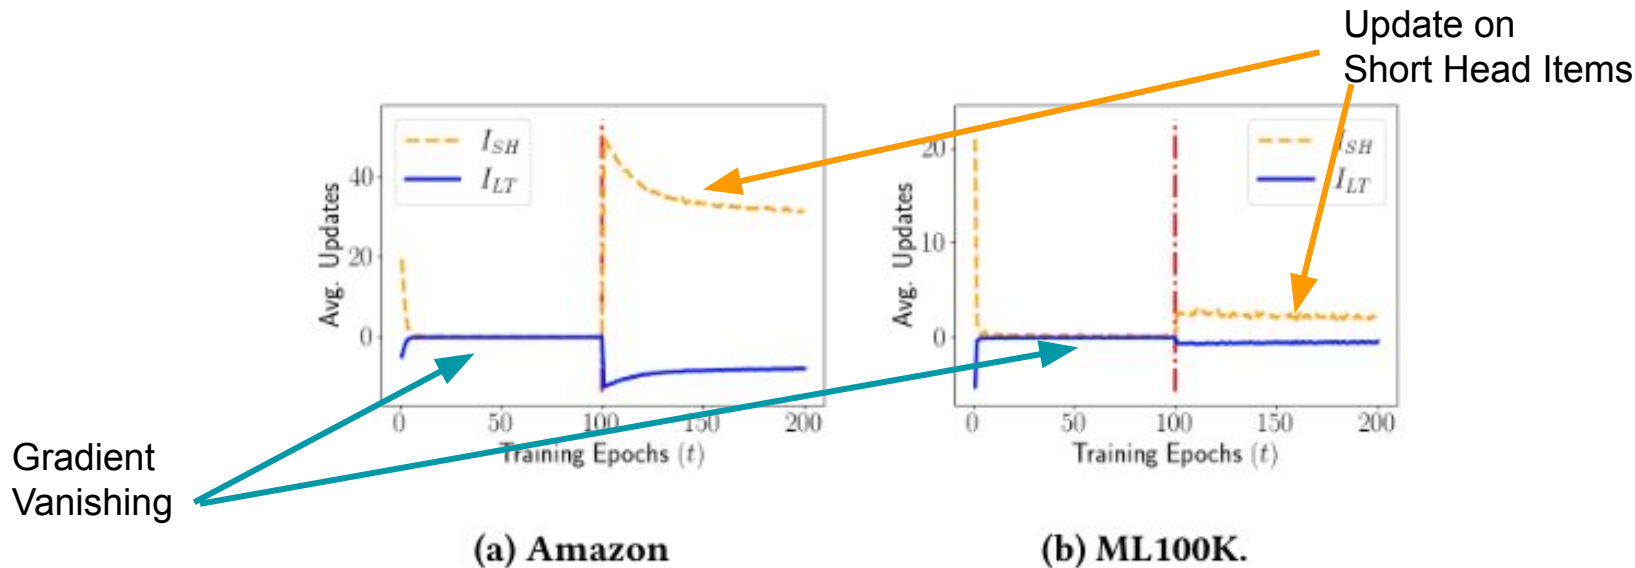 Update on
Short Head Items
I_SH
I_LT
40
20
0
Avg. Updates
0
50
100
150
200
Training Epochs (t)
I_SH
I_LT
20
10
0
Avg. Updates
0
50
100
150
200
Training Epochs (t)
Gradient
Vanishing
(a) Amazon
(b) ML100K.